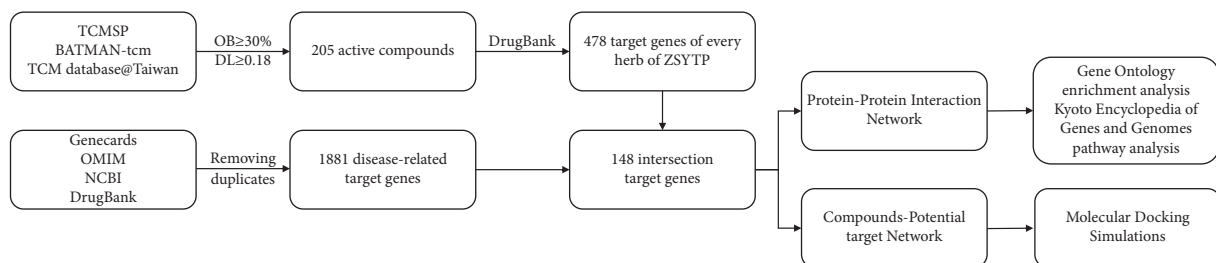 TCMSP
BATMAN-tcm
TCM database@Taiwan
OB≥30%
DL≥0.18
205 active compounds
DrugBank
478 target genes of every
herb of ZSYTP
Genecards
OMIM
NCBI
DrugBank
Removing
duplicates
1881 disease-related
target genes
148 intersection
target genes
Protein-Protein Interaction
Network
Gene Ontology
enrichment analysis
Kyoto Encyclopedia of
Genes and Genomes
pathway analysis
Compounds-Potential
target Network
Molecular Docking
Simulations